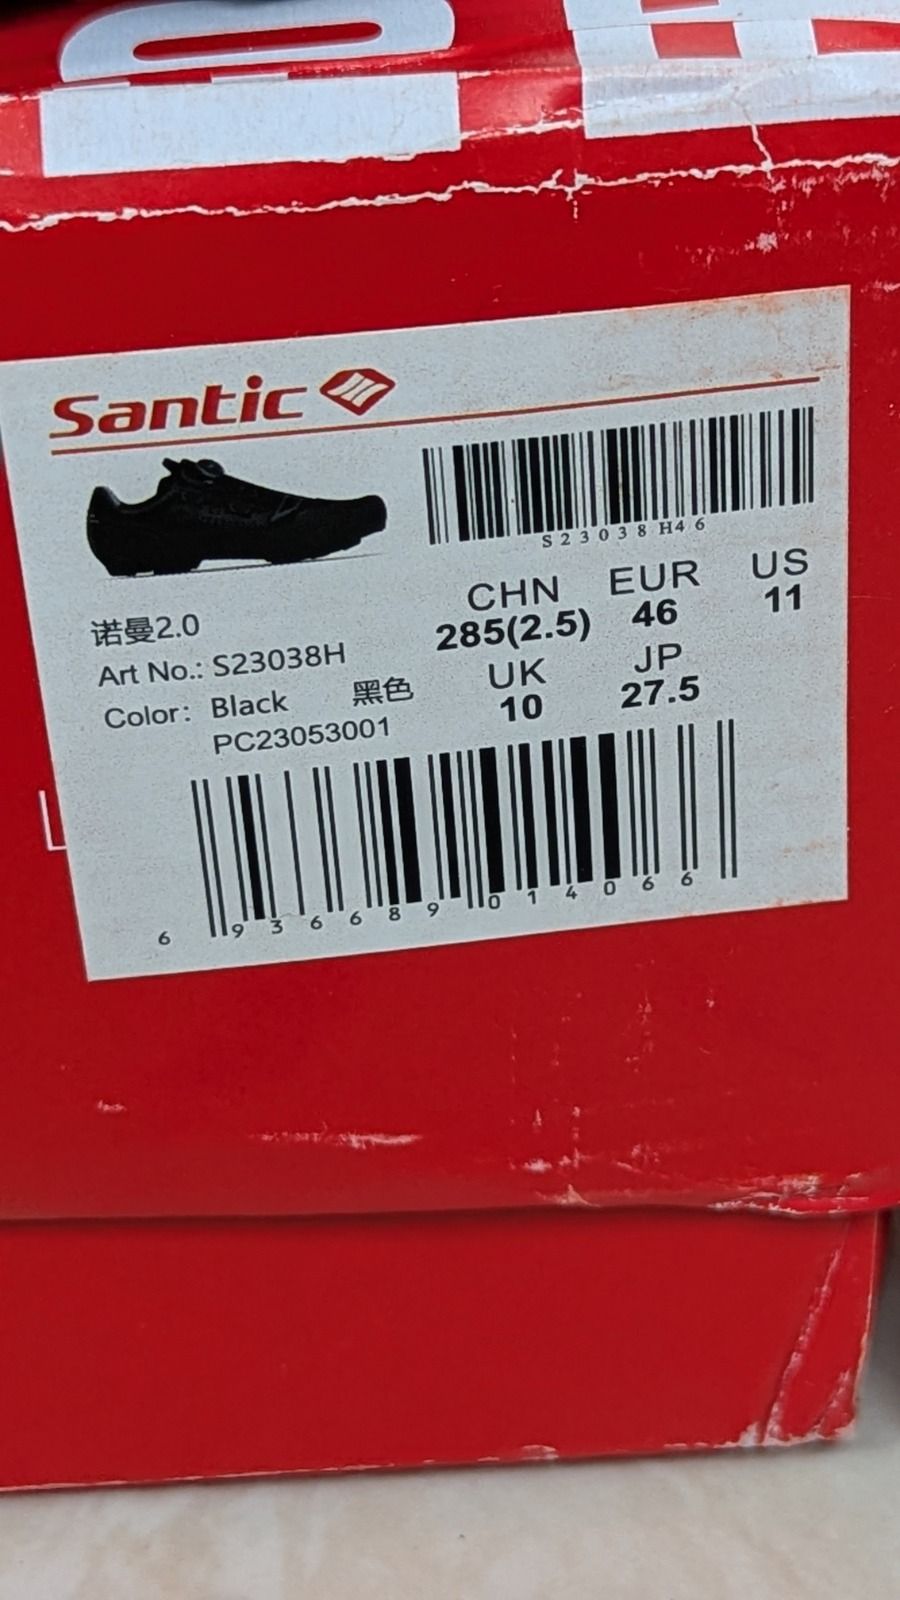 Santic
S23038H46
CHN EUR US
285(2.5) 46 11
UK JP
10 27.5
诺曼2.0
Art No.: S23038H
Color: Black 黑色
PC23053001
6 936689 014066